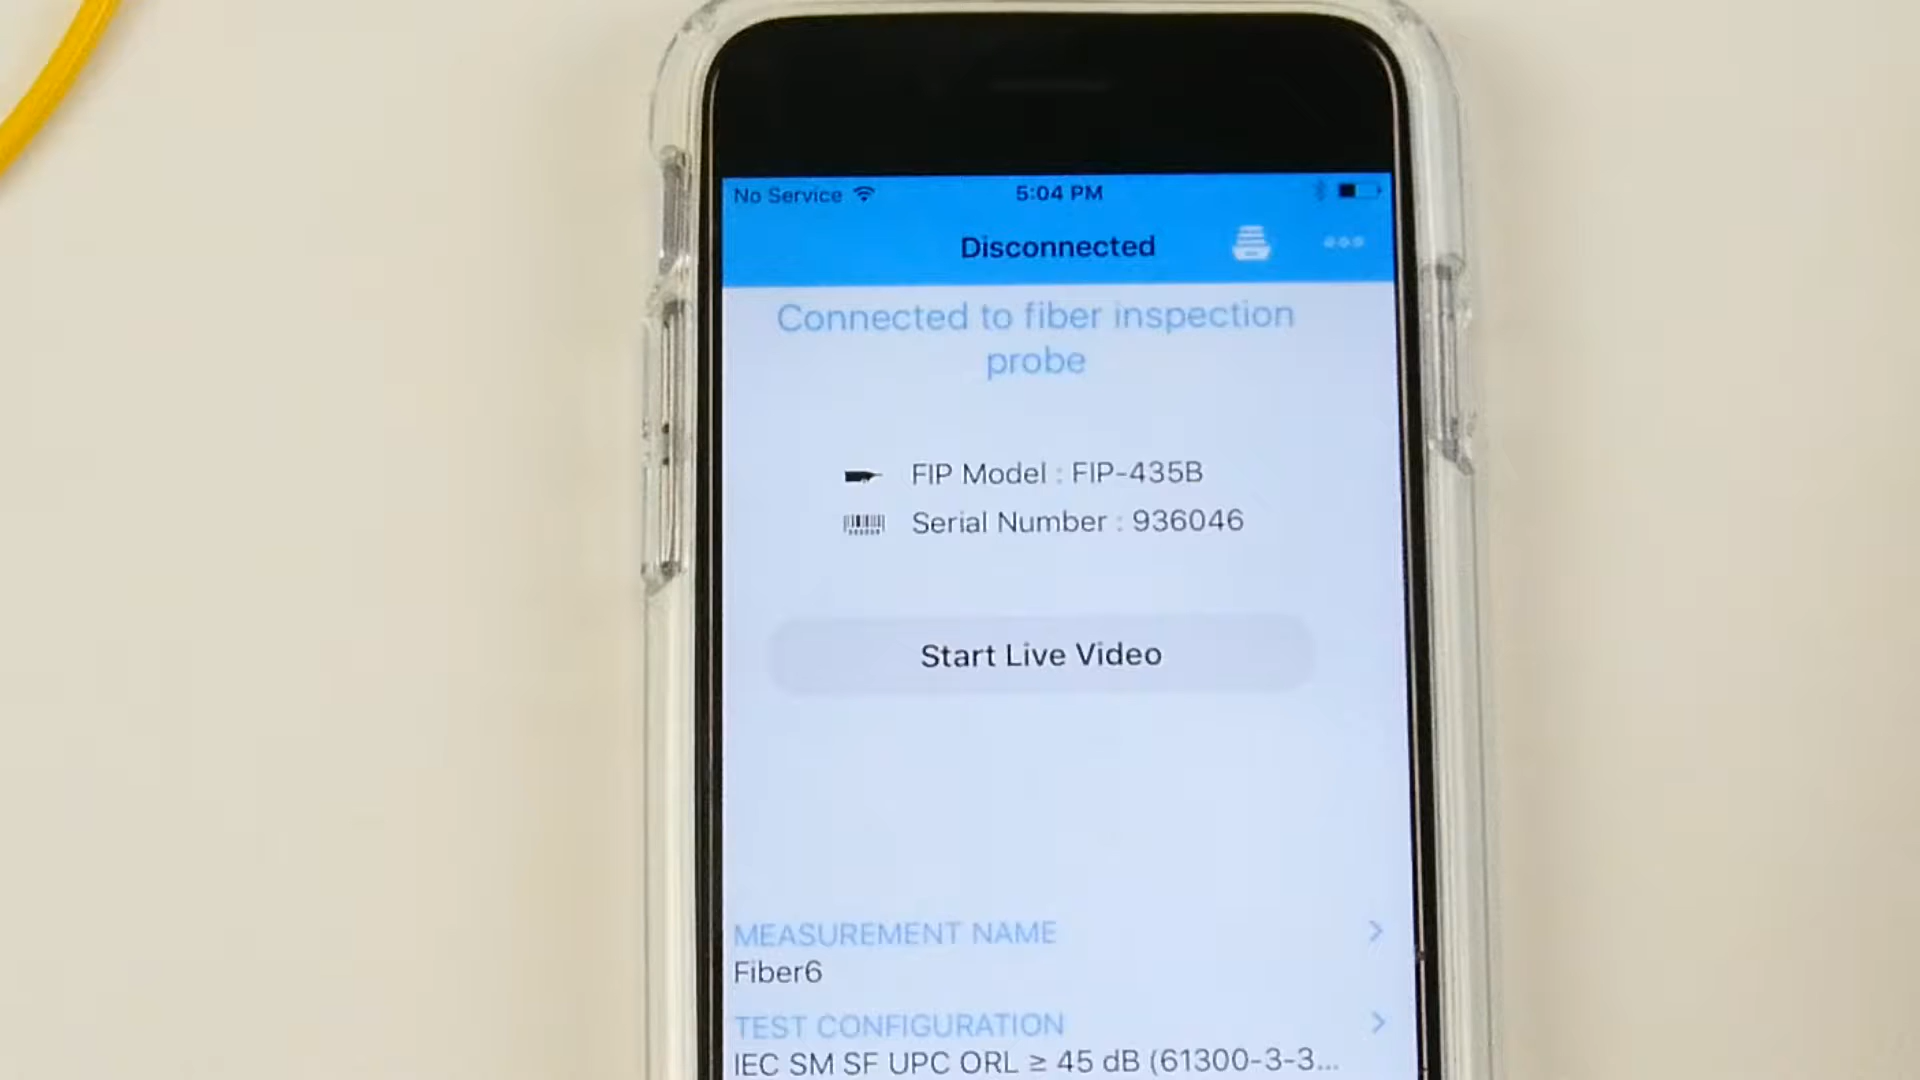 No Service 5:04 PM
Disconnected
Connected to fiber inspection
probe
FIP Model : FIP-435B
Serial Number : 936046
Start Live Video
MEASUREMENT NAME
Fiber6
TEST CONFIGURATION
IEC SM SF UPC ORL ≥ 45 dB (61300-3-3...